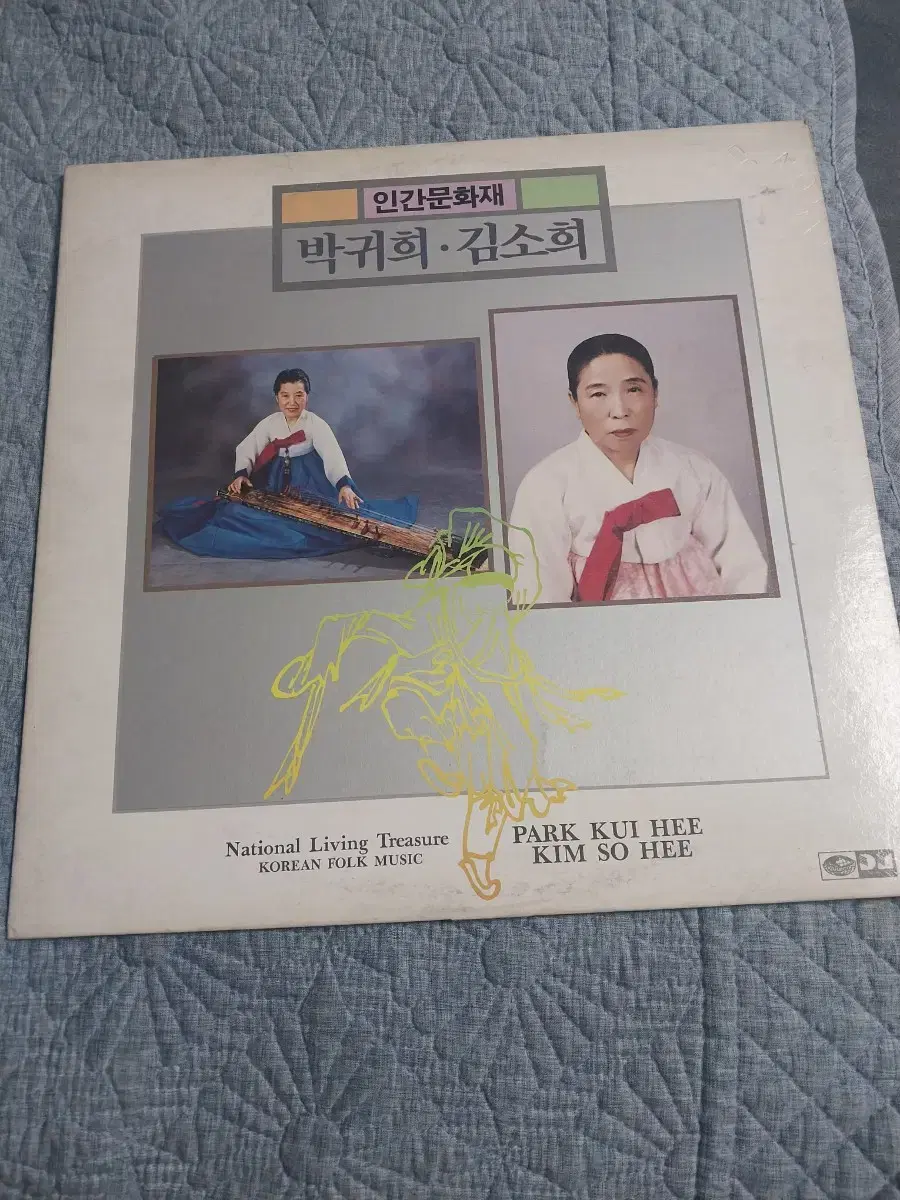 인간문화재
박귀희·김소희
National Living Treasure
KOREAN FOLK MUSIC
PARK KUI HEE
KIM SO HEE